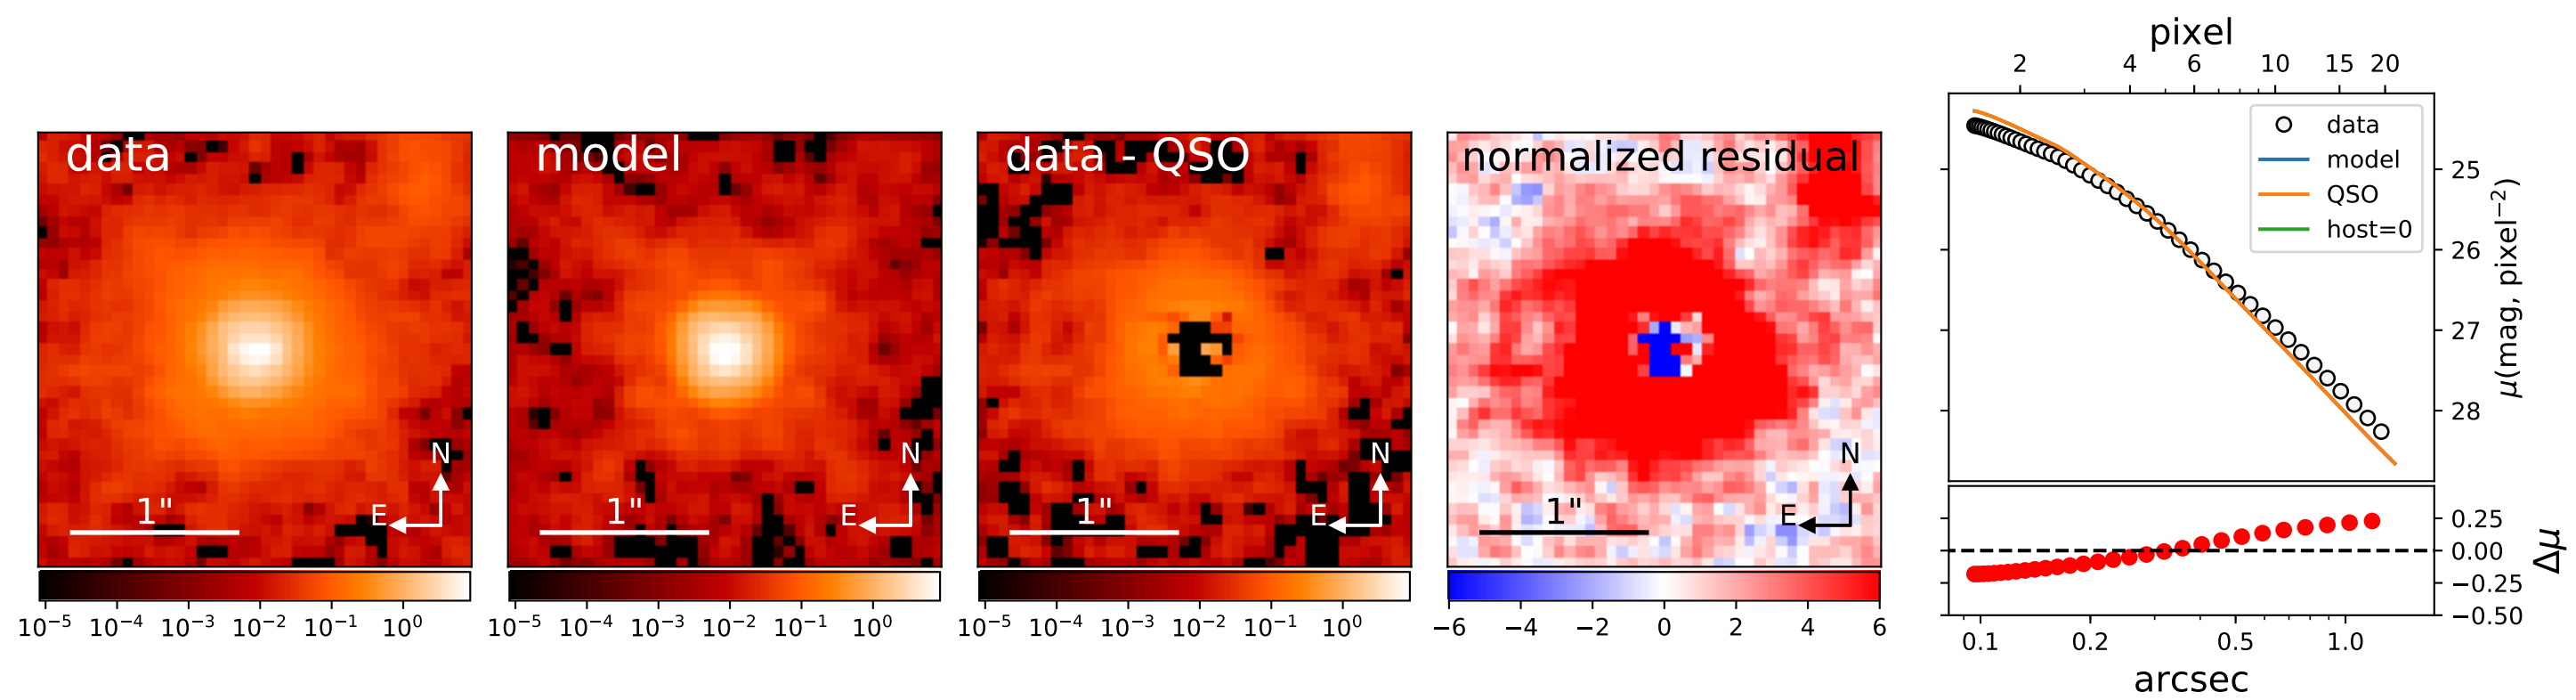 data
N
E
1"
10⁻⁵ 10⁻⁴ 10⁻³ 10⁻² 10⁻¹ 10⁰
model
N
E
1"
10⁻⁵ 10⁻⁴ 10⁻³ 10⁻² 10⁻¹ 10⁰
data - QSO
N
E
1"
10⁻⁵ 10⁻⁴ 10⁻³ 10⁻² 10⁻¹ 10⁰
normalized residual
N
E
1"
−6 −4 −2 0 2 4 6
pixel
2 4 6 10 15 20
data
model
QSO
host=0
25
26
27
28
μ(mag, pixel⁻²)
0.25
0.00
−0.25
−0.50
Δμ
0.1 0.2 0.5 1.0
arcsec